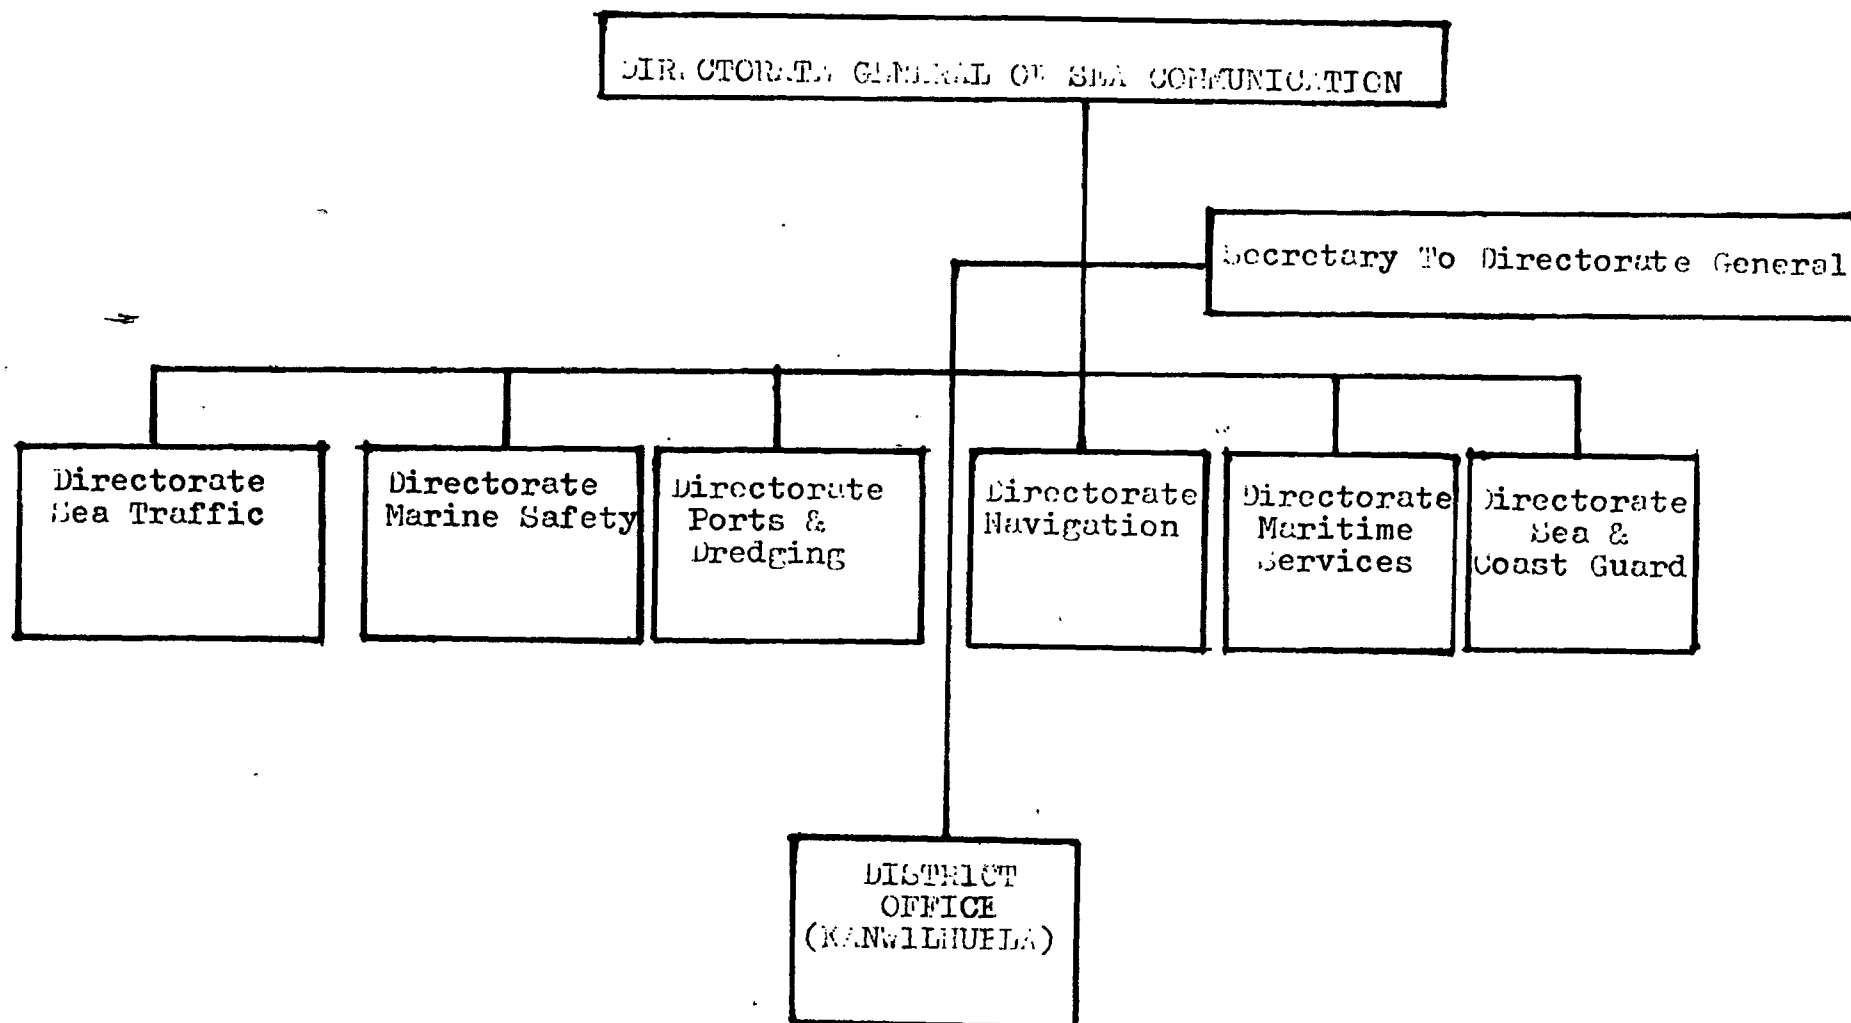 DIRECTORATE GENERAL OF SEA COMMUNICATION
Secretary To Directorate General
Directorate
Sea Traffic
Directorate
Marine Safety
Directorate
Ports &
Dredging
Directorate
Navigation
Directorate
Maritime
Services
Directorate
Sea &
Coast Guard
DISTRICT
OFFICE
(KANWILHUBLA)